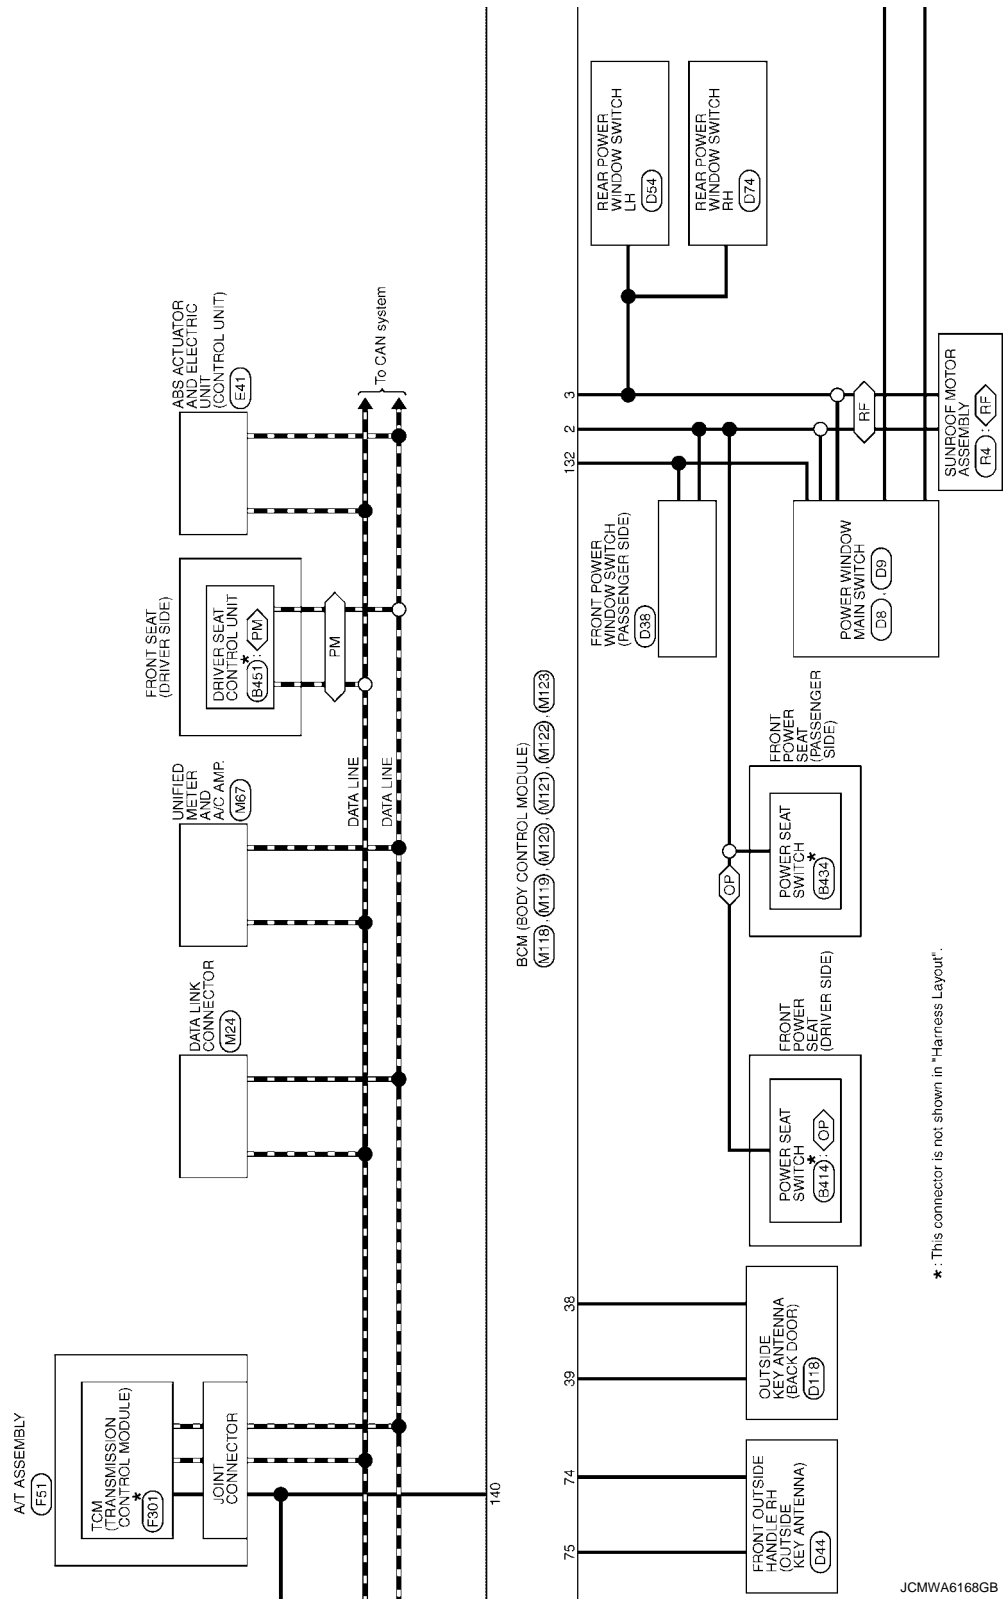 A/T ASSEMBLY
F51
TCM
(TRANSMISSION
CONTROL MODULE)
*
F301
JOINT
CONNECTOR
140
DATA LINK
CONNECTOR
M24
UNIFIED
METER
AND
A/C AMP.
M67
DATA LINE
DATA LINE
FRONT SEAT
(DRIVER SIDE)
DRIVER SEAT
CONTROL UNIT
*
B451 : PM
PM
ABS ACTUATOR
AND ELECTRIC
UNIT
(CONTROL UNIT)
E41
To CAN system
BCM (BODY CONTROL MODULE)
M118 , M119 , M120 , M121 , M122 , M123
75
74
39
38
132
2
3
FRONT OUTSIDE
HANDLE RH
(OUTSIDE
KEY ANTENNA)
D44
OUTSIDE
KEY ANTENNA
(BACK DOOR)
D118
FRONT
POWER
SEAT
(DRIVER SIDE)
POWER SEAT
SWITCH
*
B414 : OP
OP
FRONT
POWER
SEAT
(PASSENGER
SIDE)
POWER SEAT
SWITCH
*
B434
FRONT POWER
WINDOW SWITCH
(PASSENGER SIDE)
D38
POWER WINDOW
MAIN SWITCH
D8 , D9
REAR POWER
WINDOW SWITCH
LH
D54
REAR POWER
WINDOW SWITCH
RH
D74
RF
SUNROOF MOTOR
ASSEMBLY
R4 : RF
* : This connector is not shown in "Harness Layout".
JCMWA6168GB